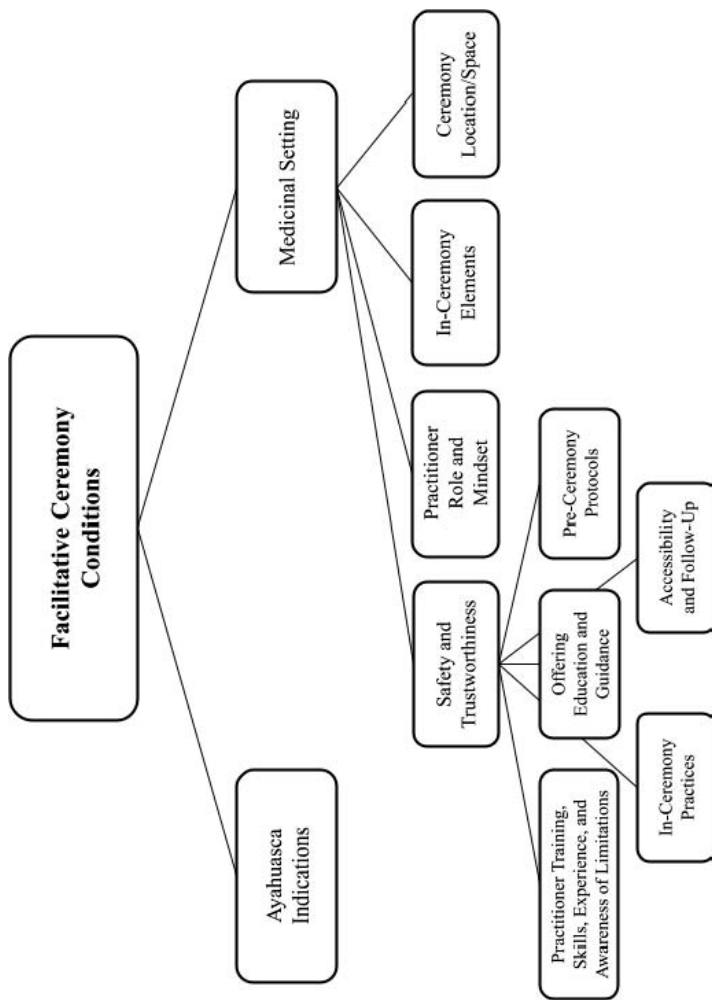 Facilitative Ceremony
Conditions
Ayahuasca
Indications
Medicinal Setting
Safety and
Trustworthiness
Practitioner
Role and
Mindset
In-Ceremony
Elements
Ceremony
Location/Space
Practitioner Training,
Skills, Experience, and
Awareness of Limitations
Offering
Education and
Guidance
Pre-Ceremony
Protocols
In-Ceremony
Practices
Accessibility
and Follow-Up